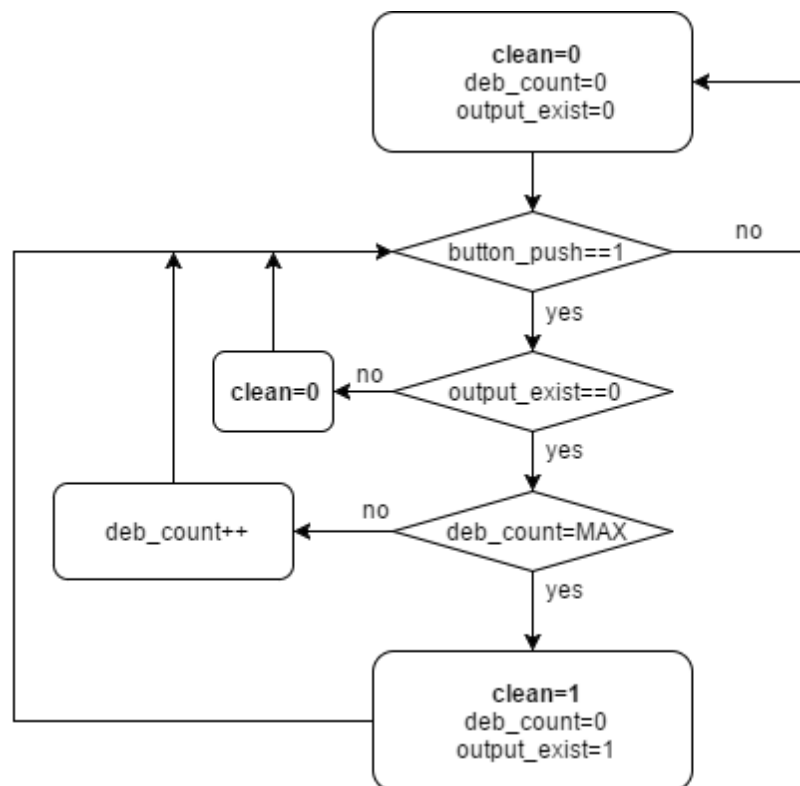 clean=0
deb_count=0
output_exist=0
button_push==1
no
yes
output_exist==0
no
clean=0
yes
deb_count=MAX
no
deb_count++
yes
clean=1
deb_count=0
output_exist=1